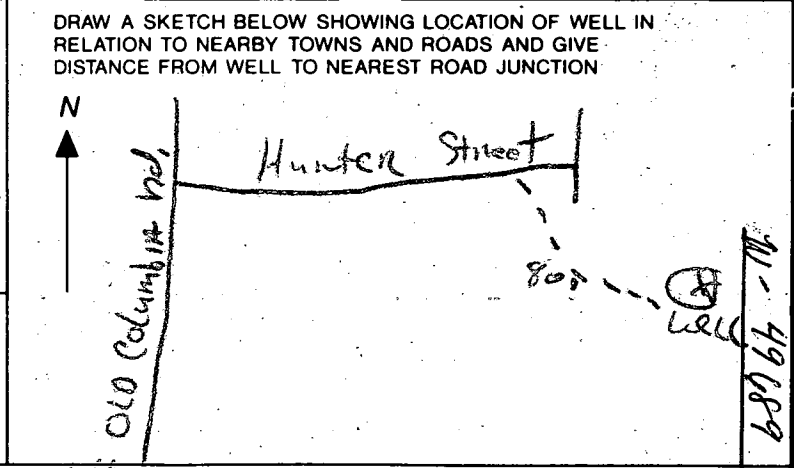 DRAW A SKETCH BELOW SHOWING LOCATION OF WELL IN
RELATION TO NEARBY TOWNS AND ROADS AND GIVE
DISTANCE FROM WELL TO NEAREST ROAD JUNCTION
N
Hunter Street
OLD Columbia Rd.
80'
Well
W-49689